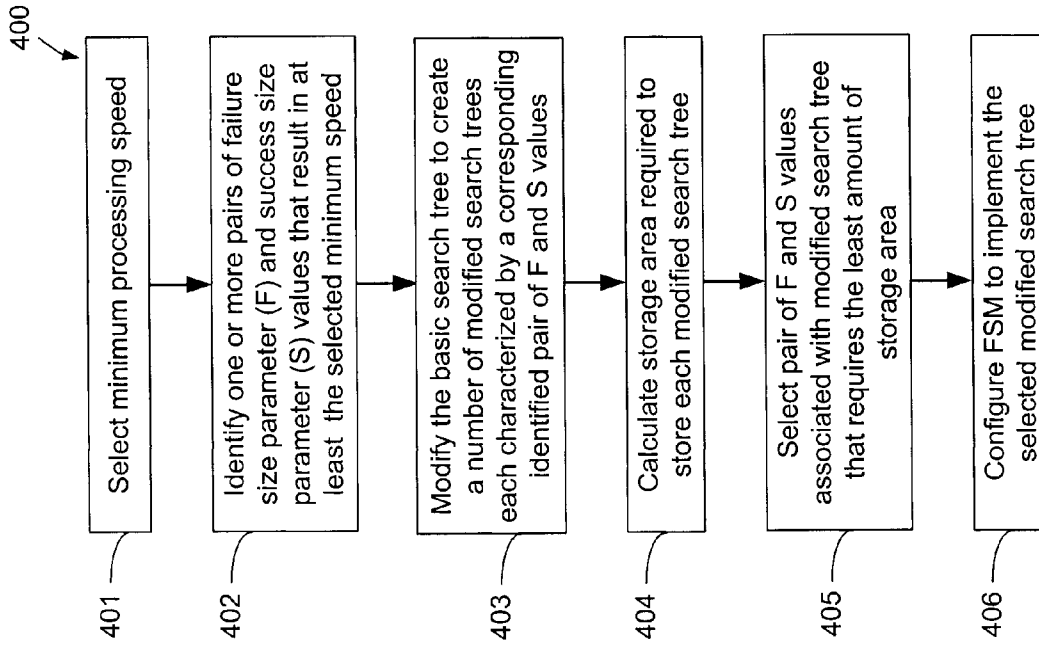 400
401
Select minimum processing speed
402
Identify one or more pairs of failure
size parameter (F) and success size
parameter (S) values that result in at
least the selected minimum speed
403
Modify the basic search tree to create
a number of modified search trees
each characterized by a corresponding
identified pair of F and S values
404
Calculate storage area required to
store each modified search tree
405
Select pair of F and S values
associated with modified search tree
that requires the least amount of
storage area
406
Configure FSM to implement the
selected modified search tree